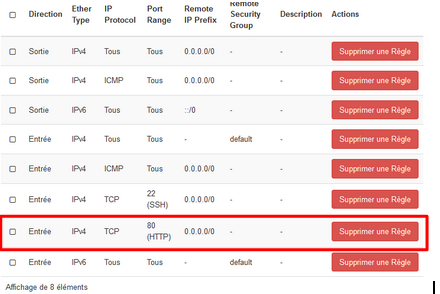 Direction Ether Type IP Protocol Port Range Remote IP Prefix Remote Security Group Description Actions
Sortie IPv4 Tous Tous 0.0.0.0/0 - - Supprimer une Règle
Sortie IPv4 ICMP Tous 0.0.0.0/0 - - Supprimer une Règle
Sortie IPv6 Tous Tous ::/0 - - Supprimer une Règle
Entrée IPv4 Tous Tous - default - Supprimer une Règle
Entrée IPv4 ICMP Tous 0.0.0.0/0 - - Supprimer une Règle
Entrée IPv4 TCP 22 (SSH) 0.0.0.0/0 - - Supprimer une Règle
Entrée IPv4 TCP 80 (HTTP) 0.0.0.0/0 - - Supprimer une Règle
Entrée IPv6 Tous Tous - default - Supprimer une Règle
Affichage de 8 éléments